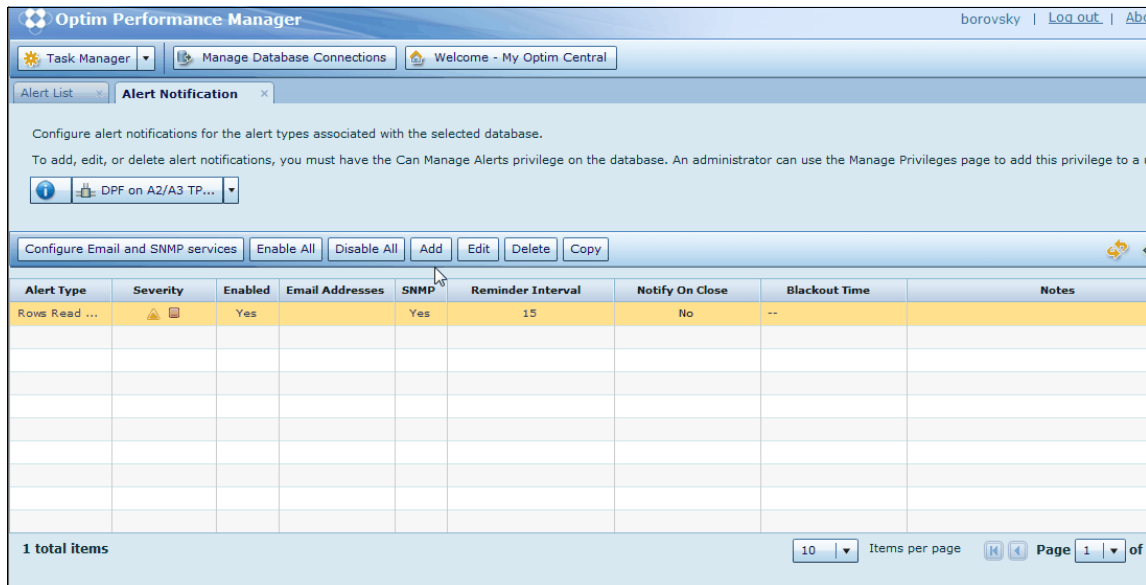 Optim Performance Manager borovsky | Log out | Abo
Task Manager Manage Database Connections Welcome - My Optim Central
Alert List × Alert Notification ×
Configure alert notifications for the alert types associated with the selected database.
To add, edit, or delete alert notifications, you must have the Can Manage Alerts privilege on the database. An administrator can use the Manage Privileges page to add this privilege to a
DPF on A2/A3 TP...
Configure Email and SNMP services Enable All Disable All Add Edit Delete Copy
Alert Type Severity Enabled Email Addresses SNMP Reminder Interval Notify On Close Blackout Time Notes
Rows Read ... Yes Yes 15 No --
1 total items 10 Items per page Page 1 of